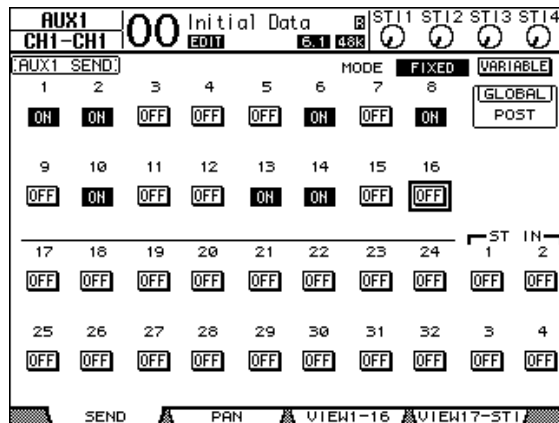 AUX1 00 Initial Data R STI1 STI2 STI3 STI4
CH1-CH1 EDIT 6.1 48k
AUX1 SEND MODE FIXED VARIABLE
1 2 3 4 5 6 7 8 GLOBAL
ON ON OFF OFF OFF ON OFF ON POST
9 10 11 12 13 14 15 16
OFF ON OFF OFF ON ON OFF OFF
ST IN
17 18 19 20 21 22 23 24 1 2
OFF OFF OFF OFF OFF OFF OFF OFF OFF OFF
25 26 27 28 29 30 31 32 3 4
OFF OFF OFF OFF OFF OFF OFF OFF OFF OFF
SEND PAN VIEW1-16 VIEW17-STI